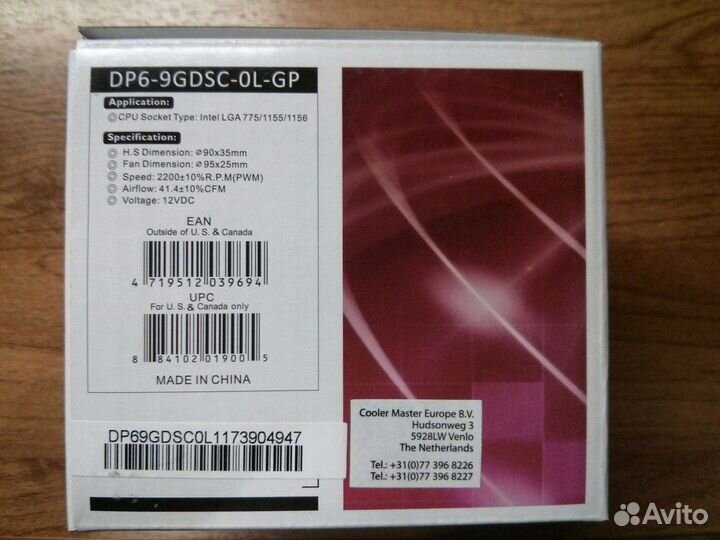 DP6-9GDSC-0L-GP
Application:
◎CPU Socket Type: Intel LGA 775/1155/1156
Specification:
◎ H.S Dimension: ⌀90x35mm
◎ Fan Dimension: ⌀95x25mm
◎ Speed: 2200±10%R.P.M(PWM)
◎ Airflow: 41.4±10%CFM
◎ Voltage: 12VDC
EAN
Outside of U. S. & Canada
4 719512 039694
UPC
For U. S. & Canada only
8 84102 01900 5
MADE IN CHINA
DP69GDSC0L1173904947
Cooler Master Europe B.V.
Hudsonweg 3
5928LW Venlo
The Netherlands
Tel.: +31(0)77 396 8226
Tel.: +31(0)77 396 8227
Avito